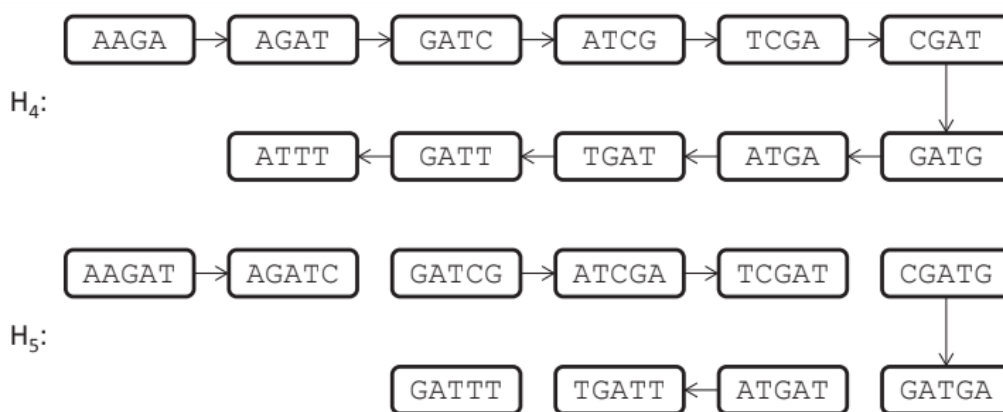 AAGA AGAT GATC ATCG TCGA CGAT
H₄:
ATTT GATT TGAT ATGA GATG
AAGAT AGATC GATCG ATCGA TCGAT CGATG
H₅:
GATTT TGATT ATGAT GATGA